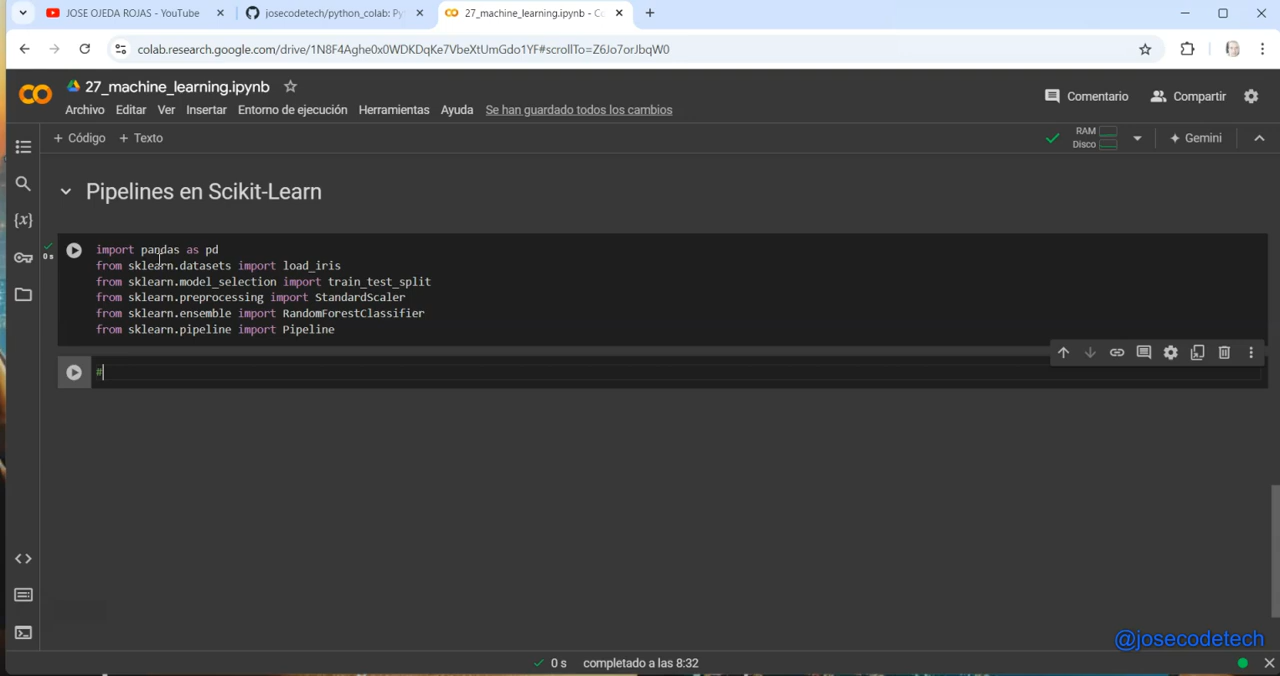 JOSE OJEDA ROJAS - YouTube
josecodetech/python_colab: Py
27_machine_learning.ipynb - Co
colab.research.google.com/drive/1N8F4Aghe0x0WDKDqKe7VbeXtUmGdo1YF#scrollTo=Z6Jo7orJbqW0
27_machine_learning.ipynb
Archivo Editar Ver Insertar Entorno de ejecución Herramientas Ayuda Se han guardado todos los cambios
Comentario Compartir
+ Código + Texto
RAM
Disco
Gemini
Pipelines en Scikit-Learn
0 s
import pandas as pd
from sklearn.datasets import load_iris
from sklearn.model_selection import train_test_split
from sklearn.preprocessing import StandardScaler
from sklearn.ensemble import RandomForestClassifier
from sklearn.pipeline import Pipeline
#
@josecodetech
0 s completado a las 8:32